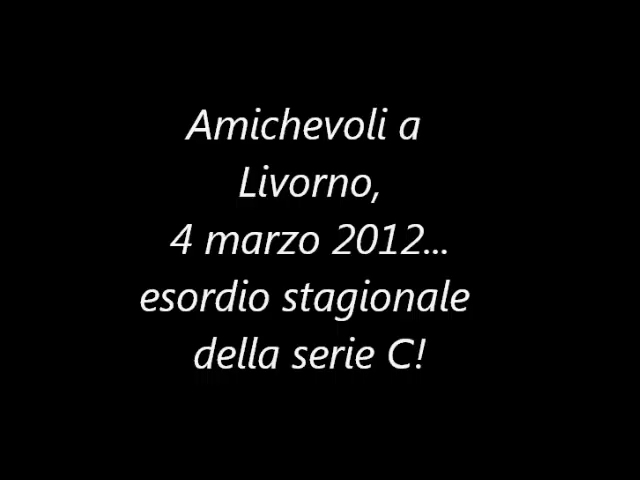 Amichevoli a
Livorno,
4 marzo 2012...
esordio stagionale
della serie C!